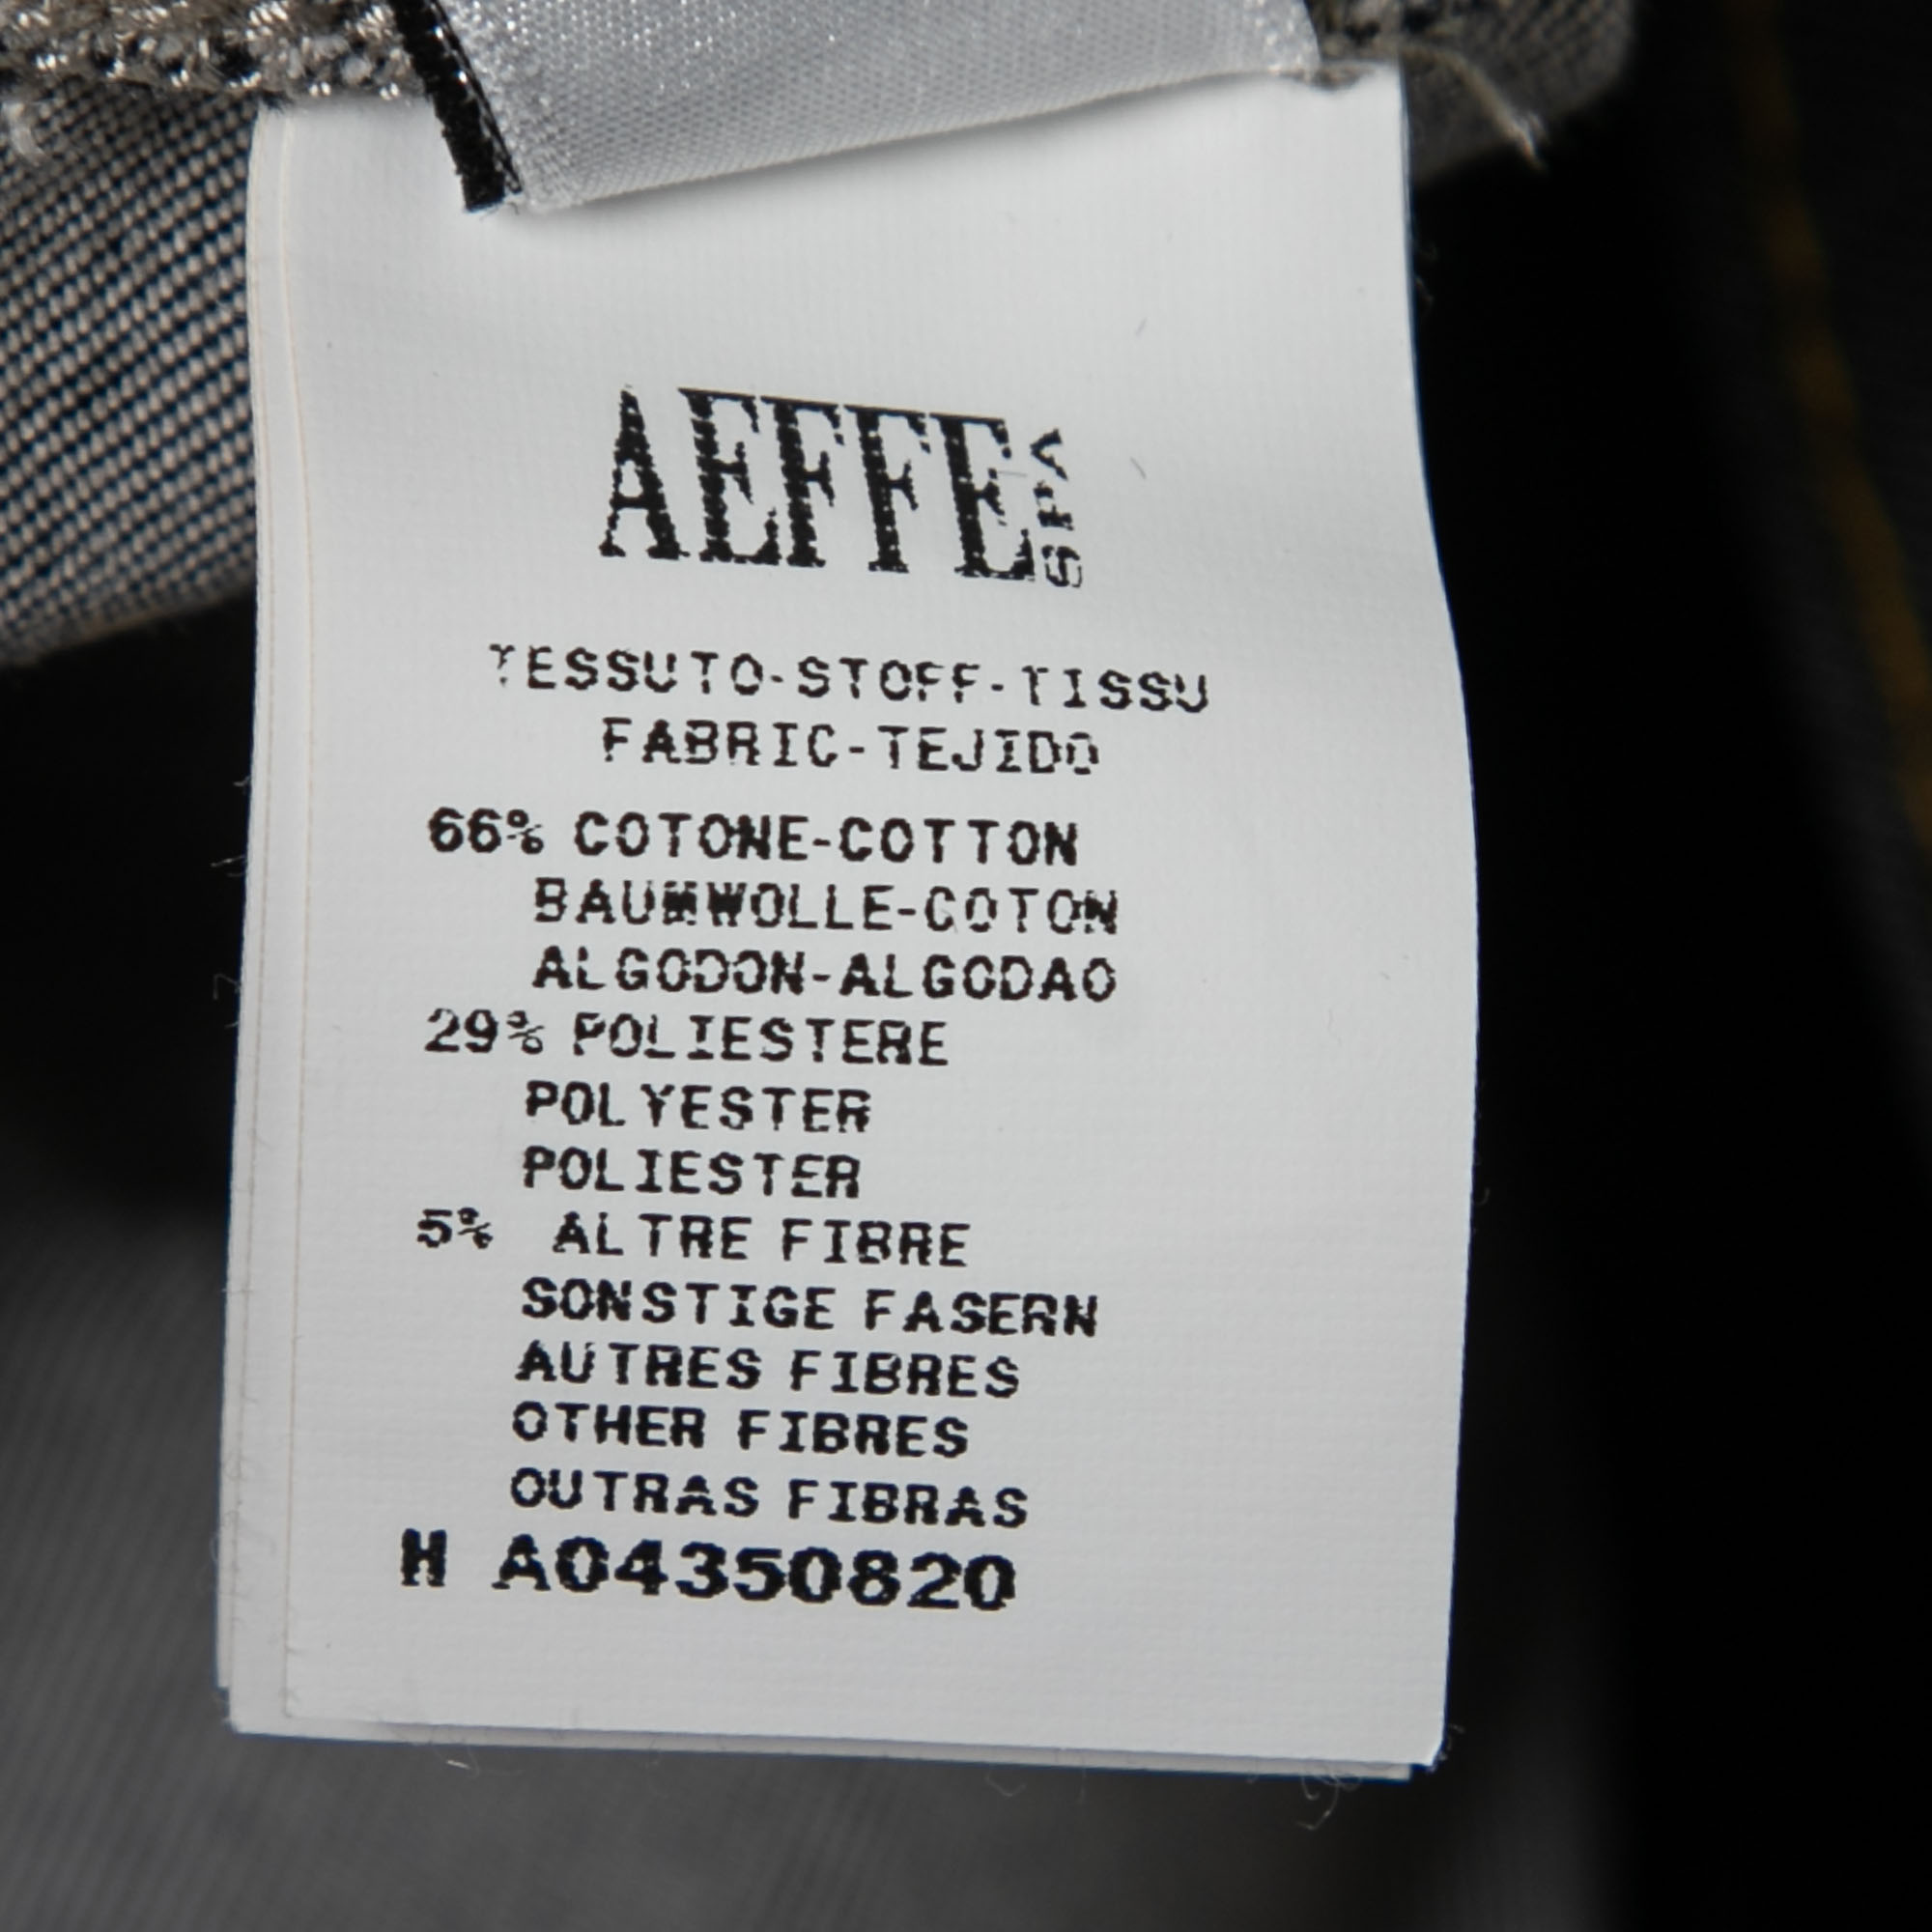 AEFFE SPA
TESSUTO-STOFF-TISSU
FABRIC-TEJIDO
66% COTONE-COTTON
BAUMWOLLE-COTON
ALGODON-ALGODAO
29% POLIESTERE
POLYESTER
POLIESTER
5% ALTRE FIBRE
SONSTIGE FASERN
AUTRES FIBRES
OTHER FIBRES
OUTRAS FIBRAS
H A04350820